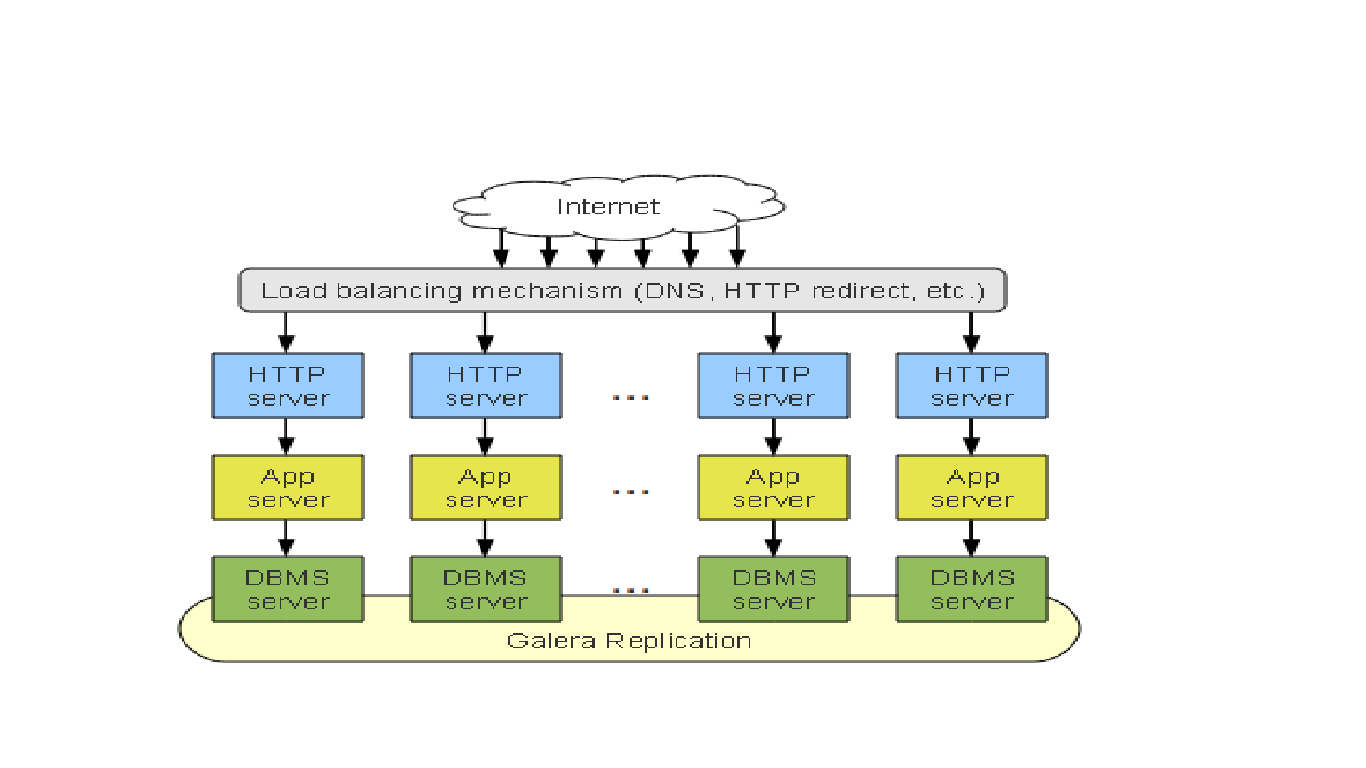 Internet
Load balancing mechanism (DNS, HTTP redirect, etc.)
HTTP server
HTTP server
...
HTTP server
HTTP server
App server
App server
...
App server
App server
DBMS server
DBMS server
...
DBMS server
DBMS server
Galera Replication